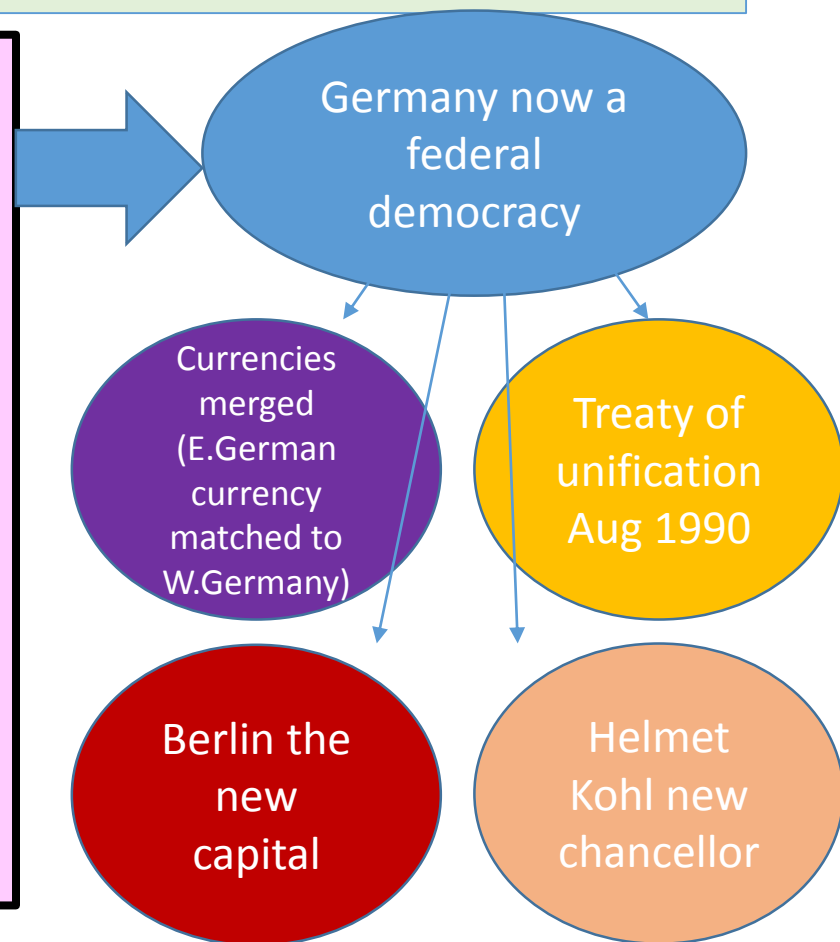 Germany now a
federal
democracy
Currencies
merged
(E.German
currency
matched to
W.Germany)
Treaty of
unification
Aug 1990
Berlin the
new
capital
Helmet
Kohl new
chancellor